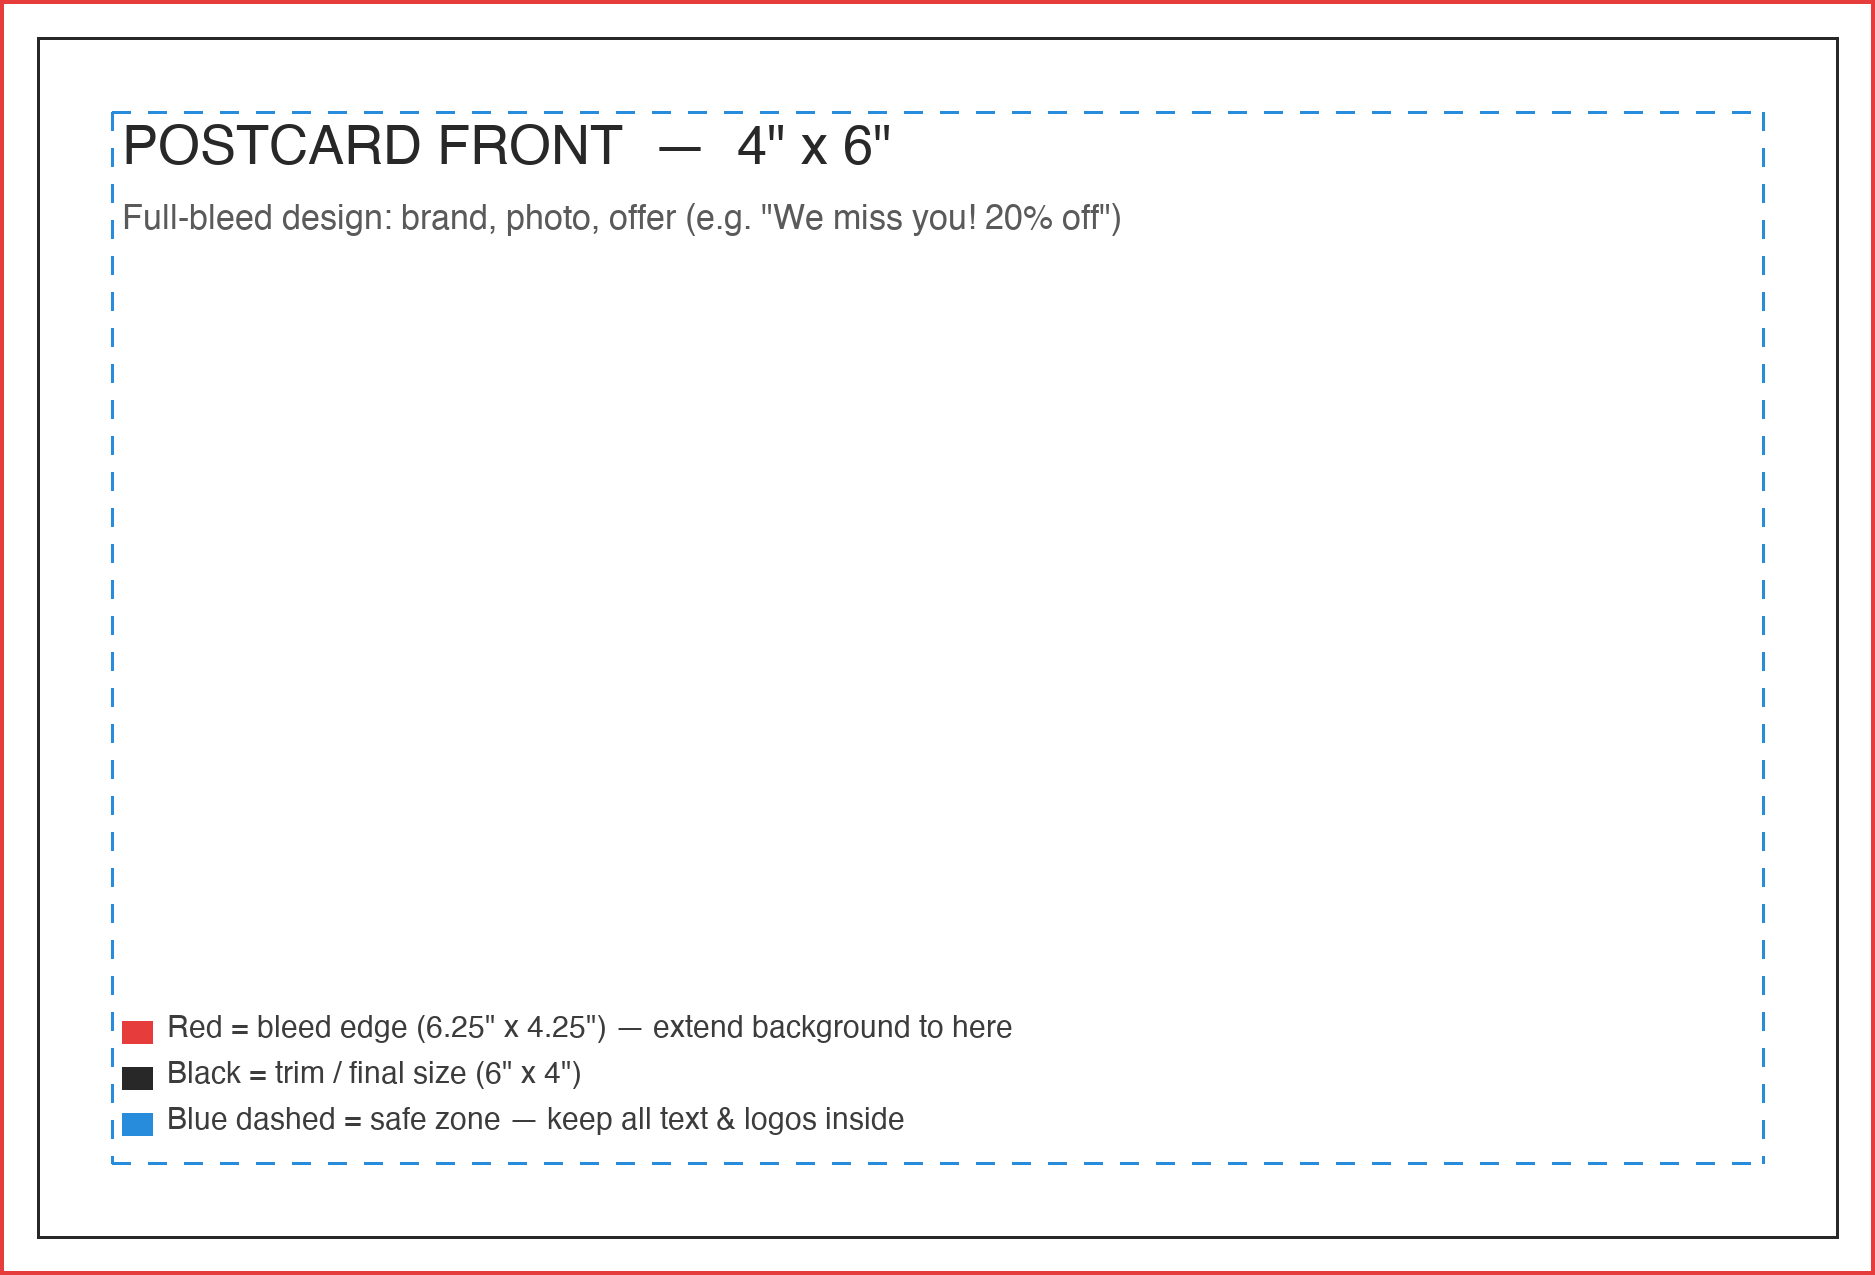 POSTCARD FRONT — 4" x 6"
Full-bleed design: brand, photo, offer (e.g. "We miss you! 20% off")
Red = bleed edge (6.25" x 4.25") — extend background to here
Black = trim / final size (6" x 4")
Blue dashed = safe zone — keep all text & logos inside